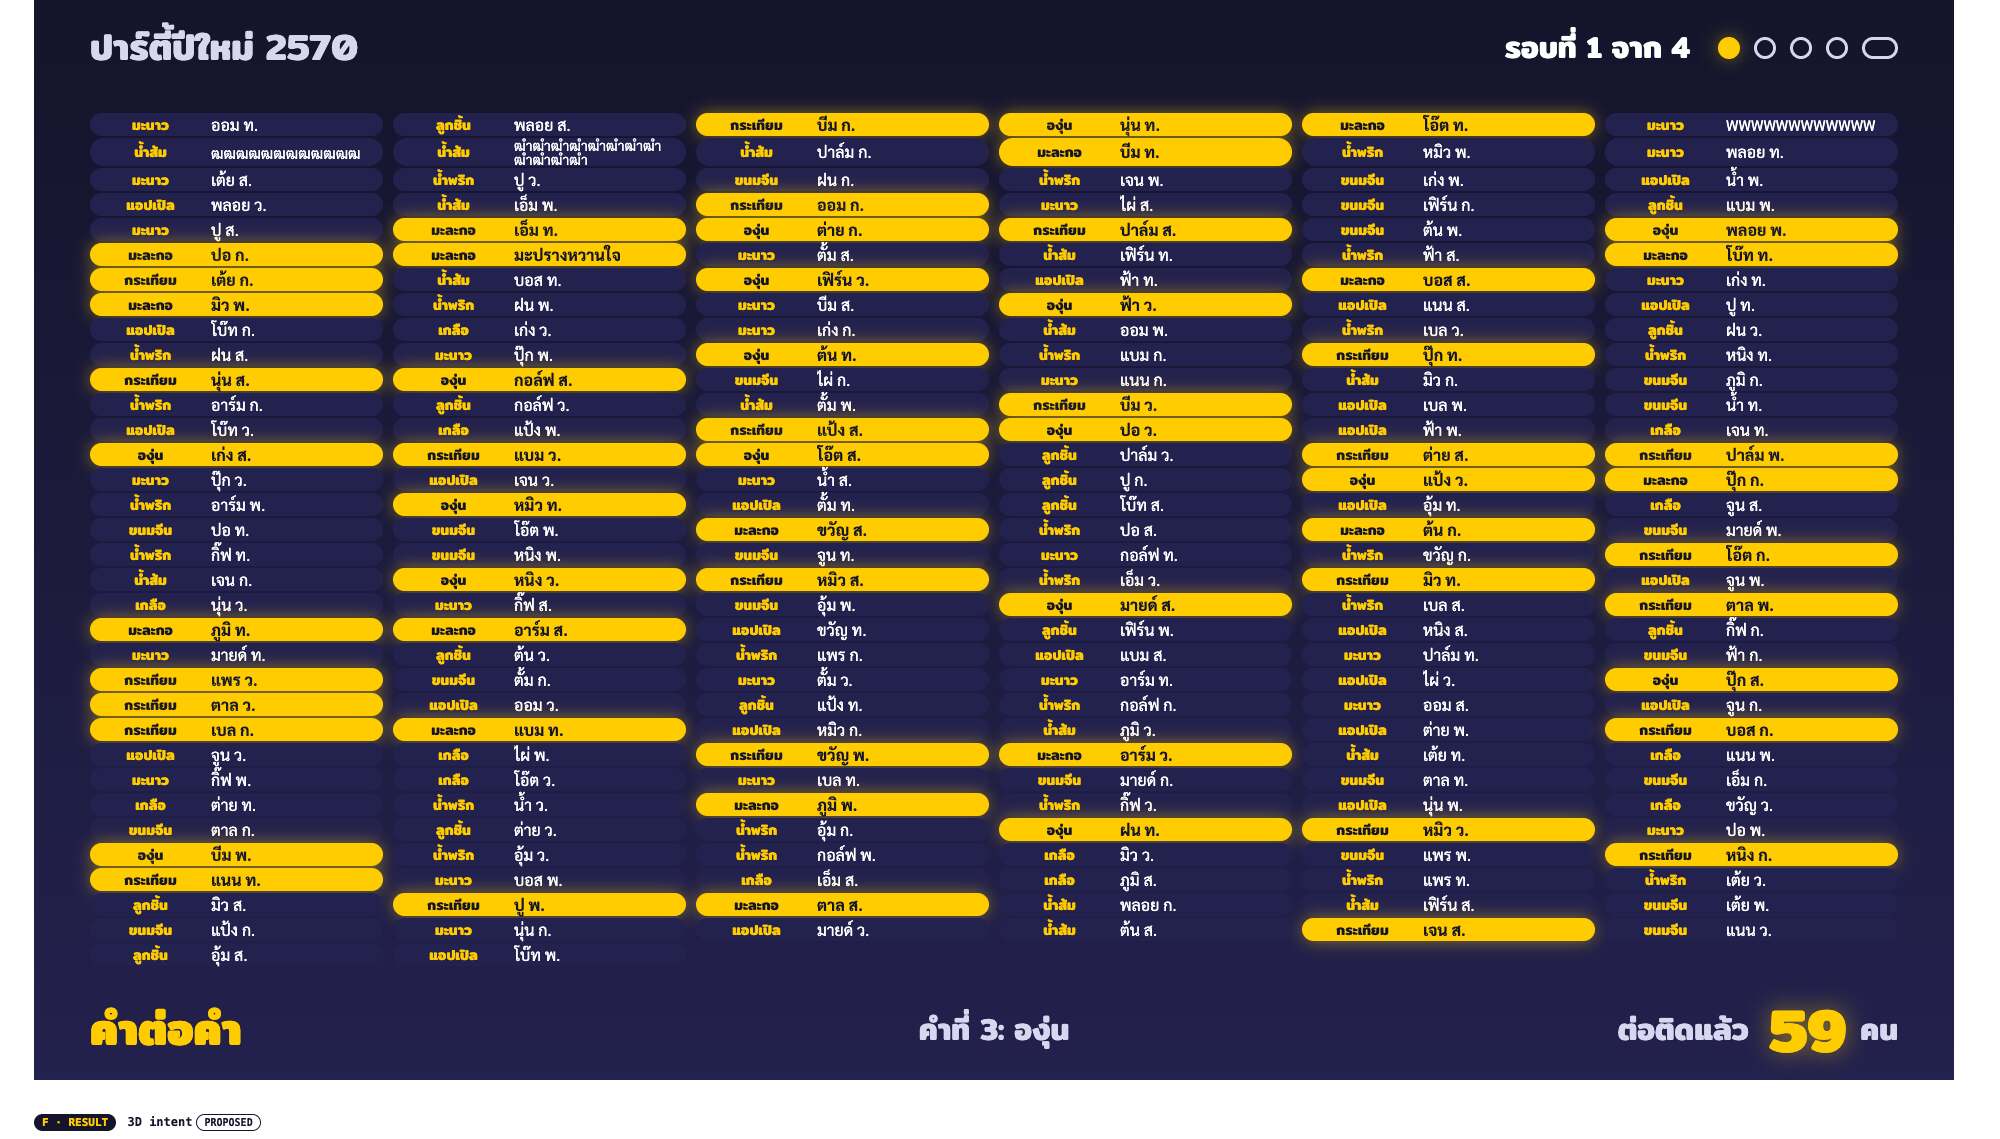 ปาร์ตี้ปีใหม่ 2570
รอบที่ 1 จาก 4
มะนาว ออม ท.
น้ำส้ม
มะนาว เต้ย ส.
แอปเปิล พลอย ว.
มะนาว ปู ส.
มะละกอ ปอ ก.
กระเทียม เต้ย ก.
มะละกอ มิว พ.
แอปเปิล โบ๊ท ก.
น้ำพริก ฝน ส.
กระเทียม นุ่น ส.
น้ำพริก อาร์ม ก.
แอปเปิล โบ๊ท ว.
องุ่น เก่ง ส.
มะนาว ปุ๊ก ว.
น้ำพริก อาร์ม พ.
ขนมจีน ปอ ท.
น้ำพริก กิ๊ฟ ท.
น้ำส้ม เจน ก.
เกลือ นุ่น ว.
มะละกอ ภูมิ ท.
มะนาว มายด์ ท.
กระเทียม แพร ว.
กระเทียม ตาล ว.
กระเทียม เบล ก.
แอปเปิล จูน ว.
มะนาว กิ๊ฟ พ.
เกลือ ต่าย ท.
ขนมจีน ตาล ก.
องุ่น บีม พ.
กระเทียม แนน ท.
ลูกชิ้น มิว ส.
ขนมจีน แป้ง ก.
ลูกชิ้น อุ้ม ส.
ลูกชิ้น พลอย ส.
น้ำส้ม
น้ำพริก ปู ว.
น้ำส้ม เอ็ม พ.
มะละกอ เอ็ม ท.
มะละกอ มะปรางหวานใจ
น้ำส้ม บอส ท.
น้ำพริก ฝน พ.
เกลือ เก่ง ว.
มะนาว ปุ๊ก พ.
องุ่น กอล์ฟ ส.
ลูกชิ้น กอล์ฟ ว.
เกลือ แป้ง พ.
กระเทียม แบม ว.
แอปเปิล เจน ว.
องุ่น หมิว ท.
ขนมจีน โอ๊ต พ.
ขนมจีน หนิง พ.
องุ่น หนิง ว.
มะนาว กิ๊ฟ ส.
มะละกอ อาร์ม ส.
ลูกชิ้น ต้น ว.
ขนมจีน ตั้ม ก.
แอปเปิล ออม ว.
มะละกอ แบม ท.
เกลือ ไผ่ พ.
เกลือ โอ๊ต ว.
น้ำพริก น้ำ ว.
ลูกชิ้น ต่าย ว.
น้ำพริก อุ้ม ว.
มะนาว บอส พ.
กระเทียม ปู พ.
มะนาว นุ่น ก.
แอปเปิล โบ๊ท พ.
กระเทียม บีม ก.
น้ำส้ม ปาล์ม ก.
ขนมจีน ฝน ก.
กระเทียม ออม ก.
องุ่น ต่าย ก.
มะนาว ตั้ม ส.
องุ่น เฟิร์น ว.
มะนาว บีม ส.
มะนาว เก่ง ก.
องุ่น ต้น ท.
ขนมจีน ไผ่ ก.
น้ำส้ม ตั้ม พ.
กระเทียม แป้ง ส.
องุ่น โอ๊ต ส.
มะนาว น้ำ ส.
แอปเปิล ตั้ม ท.
มะละกอ ขวัญ ส.
ขนมจีน จูน ท.
กระเทียม หมิว ส.
ขนมจีน อุ้ม พ.
แอปเปิล ขวัญ ท.
น้ำพริก แพร ก.
มะนาว ตั้ม ว.
ลูกชิ้น แป้ง ท.
แอปเปิล หมิว ก.
กระเทียม ขวัญ พ.
มะนาว เบล ท.
มะละกอ ภูมิ พ.
น้ำพริก อุ้ม ก.
น้ำพริก กอล์ฟ พ.
เกลือ เอ็ม ส.
มะละกอ ตาล ส.
แอปเปิล มายด์ ว.
องุ่น นุ่น ท.
มะละกอ บีม ท.
น้ำพริก เจน พ.
มะนาว ไผ่ ส.
กระเทียม ปาล์ม ส.
น้ำส้ม เฟิร์น ท.
แอปเปิล ฟ้า ท.
องุ่น ฟ้า ว.
น้ำส้ม ออม พ.
น้ำพริก แบม ก.
มะนาว แนน ก.
กระเทียม บีม ว.
องุ่น ปอ ว.
ลูกชิ้น ปาล์ม ว.
ลูกชิ้น ปู ก.
ลูกชิ้น โบ๊ท ส.
น้ำพริก ปอ ส.
มะนาว กอล์ฟ ท.
น้ำพริก เอ็ม ว.
องุ่น มายด์ ส.
ลูกชิ้น เฟิร์น พ.
แอปเปิล แบม ส.
มะนาว อาร์ม ท.
น้ำพริก กอล์ฟ ก.
น้ำส้ม ภูมิ ว.
มะละกอ อาร์ม ว.
ขนมจีน มายด์ ก.
น้ำพริก กิ๊ฟ ว.
องุ่น ฝน ท.
เกลือ มิว ว.
เกลือ ภูมิ ส.
น้ำส้ม พลอย ก.
น้ำส้ม ต้น ส.
มะละกอ โอ๊ต ท.
น้ำพริก หมิว พ.
ขนมจีน เก่ง พ.
ขนมจีน เฟิร์น ก.
ขนมจีน ต้น พ.
น้ำพริก ฟ้า ส.
มะละกอ บอส ส.
แอปเปิล แนน ส.
น้ำพริก เบล ว.
กระเทียม ปุ๊ก ท.
น้ำส้ม มิว ก.
แอปเปิล เบล พ.
แอปเปิล ฟ้า พ.
กระเทียม ต่าย ส.
องุ่น แป้ง ว.
แอปเปิล อุ้ม ท.
มะละกอ ต้น ก.
น้ำพริก ขวัญ ก.
กระเทียม มิว ท.
น้ำพริก เบล ส.
แอปเปิล หนิง ส.
มะนาว ปาล์ม ท.
แอปเปิล ไผ่ ว.
มะนาว ออม ส.
แอปเปิล ต่าย พ.
น้ำส้ม เต้ย ท.
ขนมจีน ตาล ท.
แอปเปิล นุ่น พ.
กระเทียม หมิว ว.
ขนมจีน แพร พ.
น้ำพริก แพร ท.
น้ำส้ม เฟิร์น ส.
กระเทียม เจน ส.
มะนาว WWWWWWWWWWWW
มะนาว พลอย ท.
แอปเปิล น้ำ พ.
ลูกชิ้น แบม พ.
องุ่น พลอย พ.
มะละกอ โบ๊ท ท.
มะนาว เก่ง ท.
แอปเปิล ปู ท.
ลูกชิ้น ฝน ว.
น้ำพริก หนิง ท.
ขนมจีน ภูมิ ก.
ขนมจีน น้ำ ท.
เกลือ เจน ท.
กระเทียม ปาล์ม พ.
มะละกอ ปุ๊ก ก.
เกลือ จูน ส.
ขนมจีน มายด์ พ.
กระเทียม โอ๊ต ก.
แอปเปิล จูน พ.
กระเทียม ตาล พ.
ลูกชิ้น กิ๊ฟ ก.
ขนมจีน ฟ้า ก.
องุ่น ปุ๊ก ส.
แอปเปิล จูน ก.
กระเทียม บอส ก.
เกลือ แนน พ.
ขนมจีน เอ็ม ก.
เกลือ ขวัญ ว.
มะนาว ปอ พ.
กระเทียม หนิง ก.
น้ำพริก เต้ย ว.
ขนมจีน เต้ย พ.
ขนมจีน แนน ว.
คำต่อคำ
คำที่ 3: องุ่น
ต่อติดแล้ว 59 คน
F · RESULT 3D intent PROPOSED